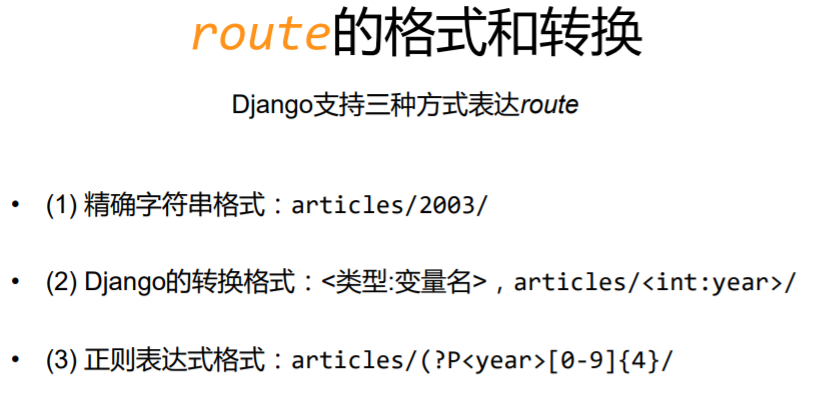 route的格式和转换
Django支持三种方式表达route
• (1) 精确字符串格式：articles/2003/
• (2) Django的转换格式：<类型:变量名>，articles/<int:year>/
• (3) 正则表达式格式：articles/(?P<year>[0-9]{4}/